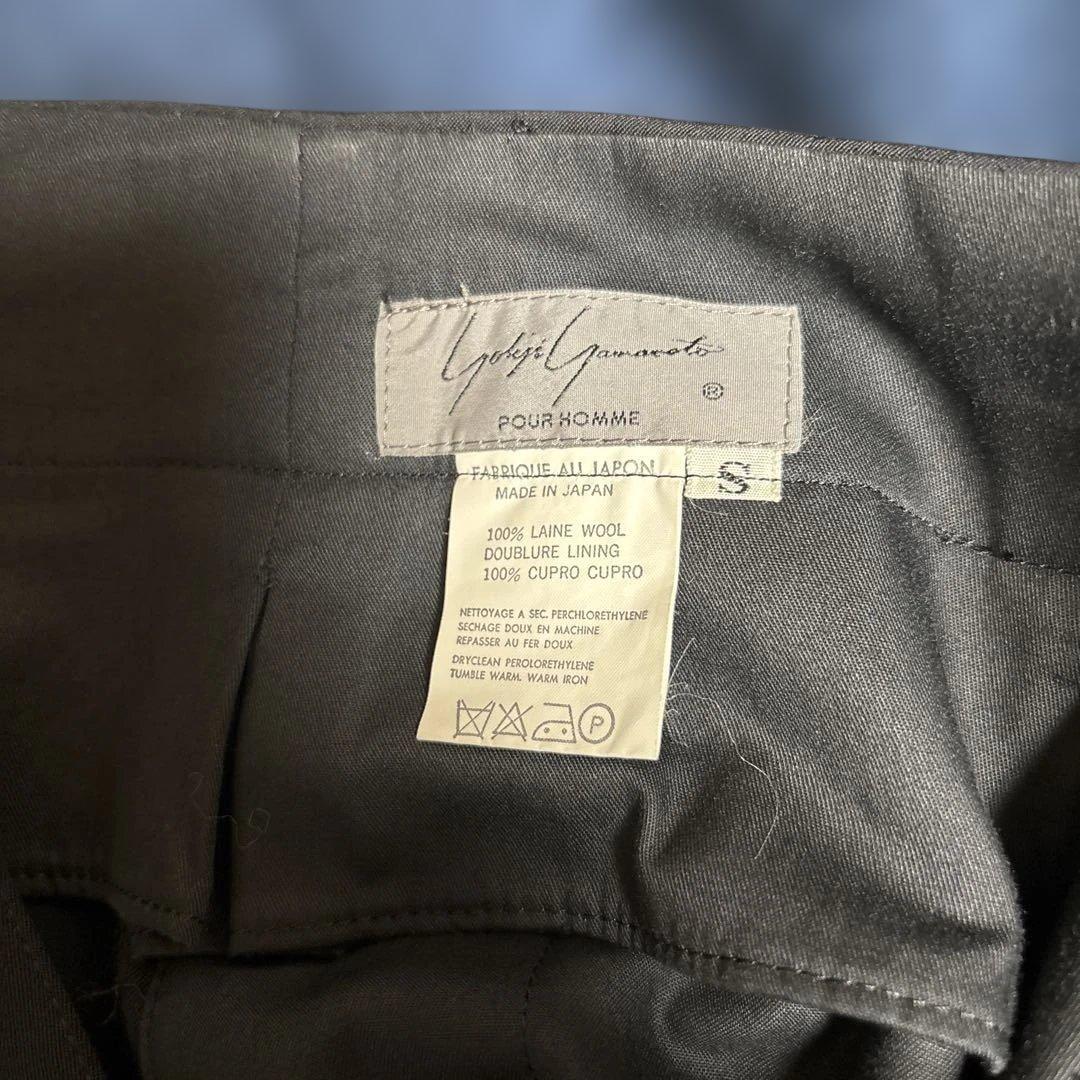 Yohji Yamamoto
®
POUR HOMME
S
FABRIQUE AU JAPON
MADE IN JAPAN
100% LAINE WOOL
DOUBLURE LINING
100% CUPRO CUPRO
NETTOYAGE A SEC. PERCHLORETHYLENE
SECHAGE DOUX EN MACHINE
REPASSER AU FER DOUX
DRYCLEAN PEROLORETHYLENE
TUMBLE WARM. WARM IRON
P